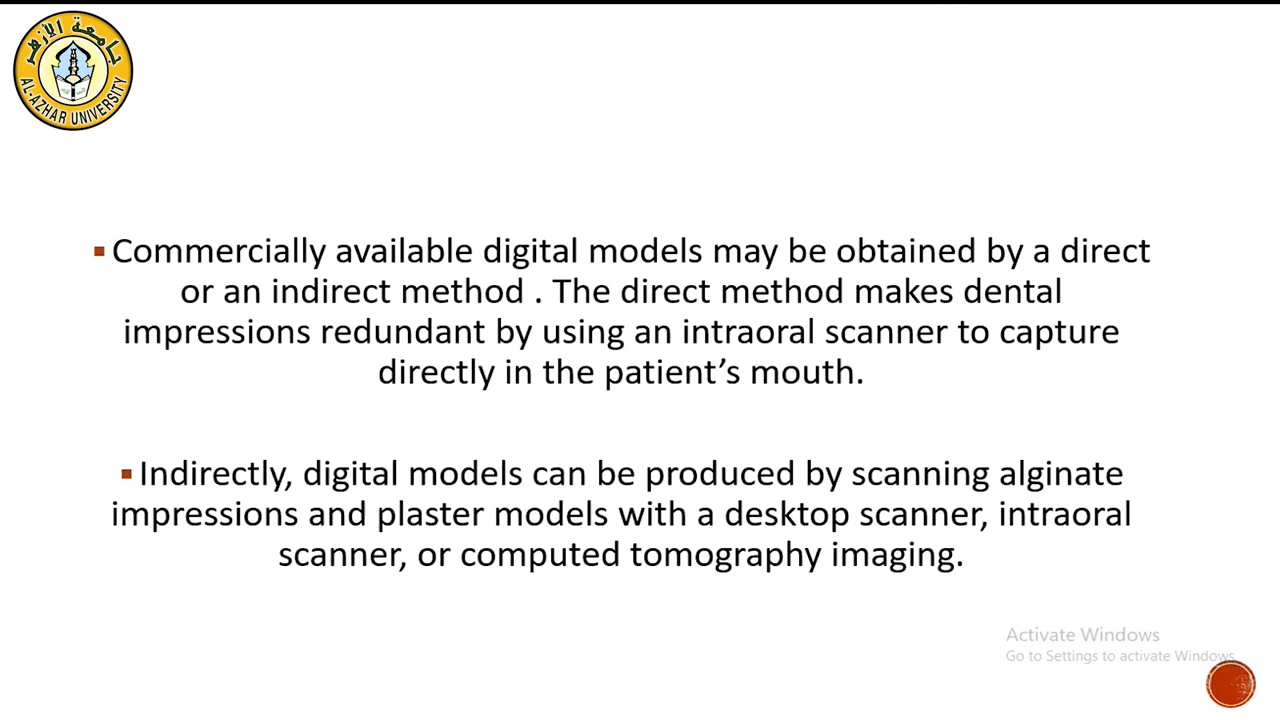 جامعة الأزهر
AL-AZHAR UNIVERSITY
▪Commercially available digital models may be obtained by a direct
or an indirect method . The direct method makes dental
impressions redundant by using an intraoral scanner to capture
directly in the patient’s mouth.
▪Indirectly, digital models can be produced by scanning alginate
impressions and plaster models with a desktop scanner, intraoral
scanner, or computed tomography imaging.
Activate Windows
Go to Settings to activate Windows.